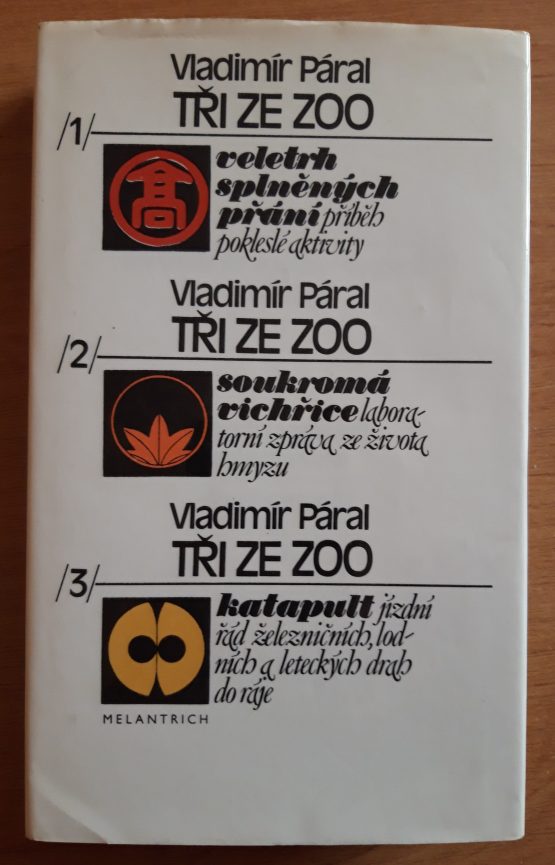 Vladimír Páral
TŘI ZE ZOO
/1/
高
veletrh
splněných
přání příběh
pokleslé aktivity
Vladimír Páral
TŘI ZE ZOO
/2/
soukromá
vichřice labora-
torní zpráva ze života
hmyzu
Vladimír Páral
TŘI ZE ZOO
/3/
katapult jízdní
řád železničních, lod-
ních a leteckých drah
do ráje
MELANTRICH